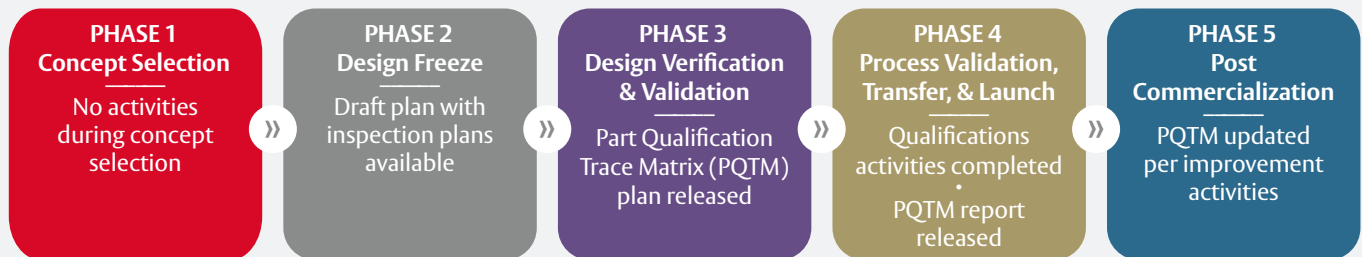 PHASE 1
Concept Selection
No activities
during concept
selection
»
PHASE 2
Design Freeze
Draft plan with
inspection plans
available
»
PHASE 3
Design Verification
& Validation
Part Qualification
Trace Matrix (PQTM)
plan released
»
PHASE 4
Process Validation,
Transfer, & Launch
Qualifications
activities completed
•
PQTM report
released
»
PHASE 5
Post
Commercialization
PQTM updated
per improvement
activities